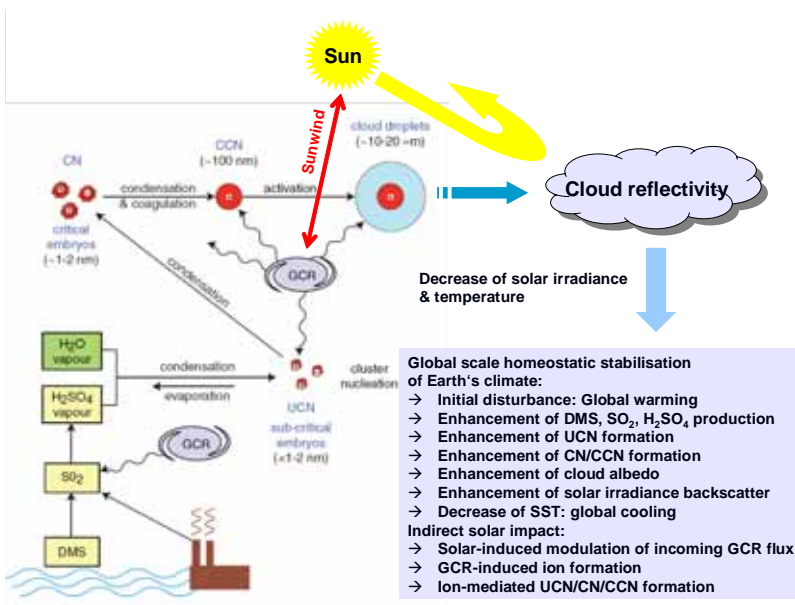 Sun
Sunwind
cloud droplets
(~10-20 ~m)
CCN
(~100 nm)
CN
condensation
& coagulation
activation
critical
embryos
(~1-2 nm)
GCR
condensation
Cloud reflectivity
Decrease of solar irradiance
& temperature
H2O
vapour
H2SO4
vapour
condensation
evaporation
cluster
nucleation
UCN
sub-critical
embryos
(<1-2 nm)
GCR
SO2
DMS
Global scale homeostatic stabilisation
of Earth‘s climate:
→ Initial disturbance: Global warming
→ Enhancement of DMS, SO2, H2SO4 production
→ Enhancement of UCN formation
→ Enhancement of CN/CCN formation
→ Enhancement of cloud albedo
→ Enhancement of solar irradiance backscatter
→ Decrease of SST: global cooling
Indirect solar impact:
→ Solar-induced modulation of incoming GCR flux
→ GCR-induced ion formation
→ Ion-mediated UCN/CN/CCN formation